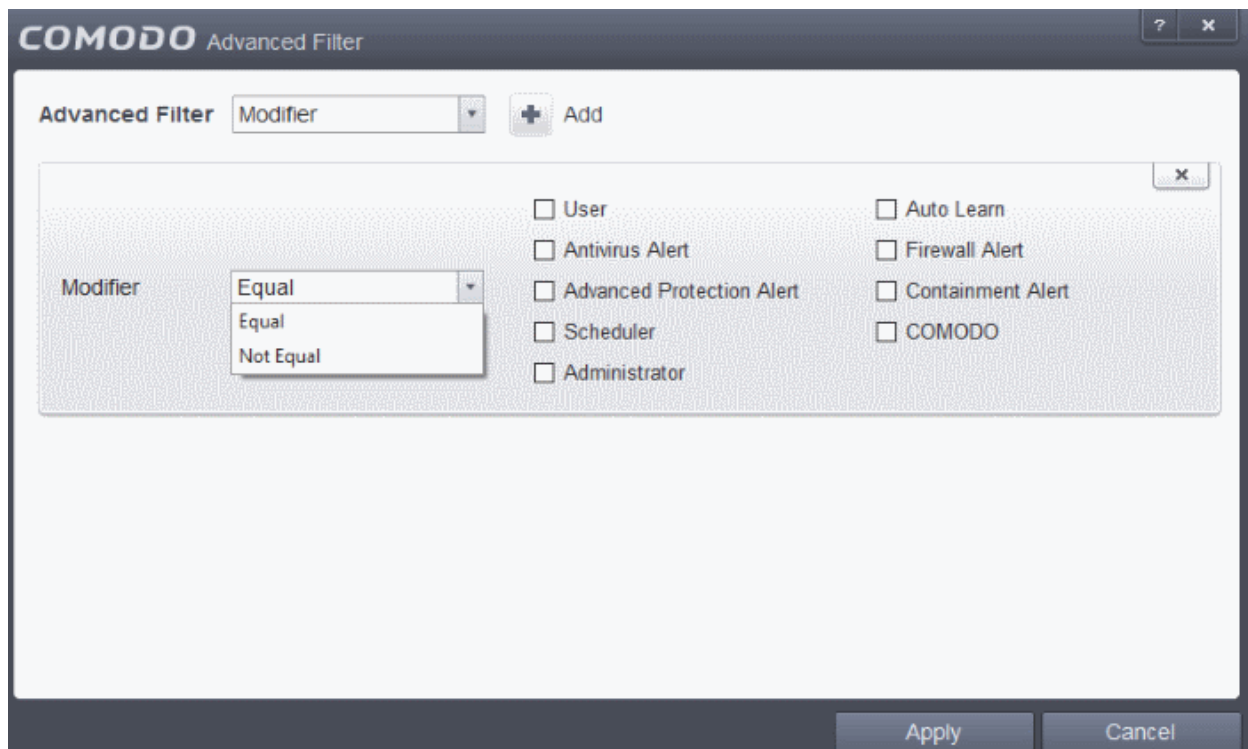 COMODO Advanced Filter
? ×
Advanced Filter Modifier Add
User Auto Learn
Antivirus Alert Firewall Alert
Modifier Equal Advanced Protection Alert Containment Alert
Equal
Scheduler COMODO
Not Equal
Administrator
Apply Cancel